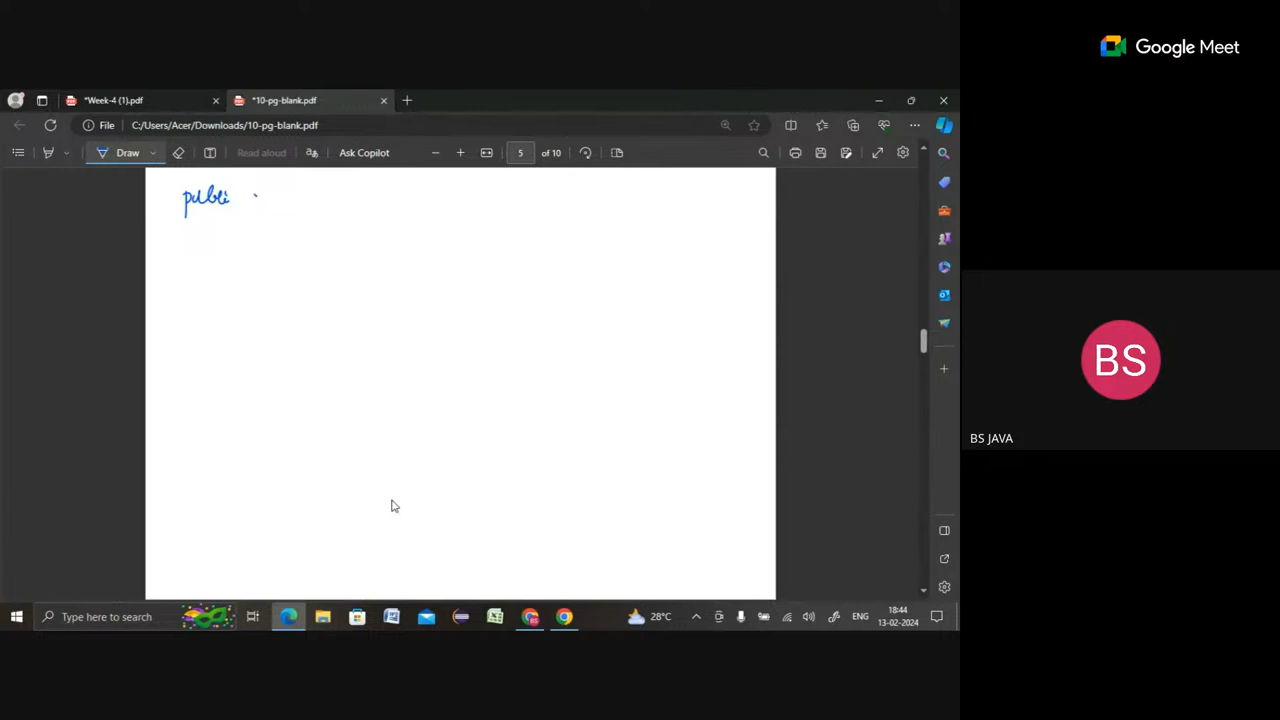 Google Meet
*Week-4 (1).pdf
*10-pg-blank.pdf
File C:/Users/Acer/Downloads/10-pg-blank.pdf
Draw Read aloud aあ Ask Copilot 5 of 10
publi
BS
BS JAVA
Type here to search 28°C ENG 18:44
13-02-2024